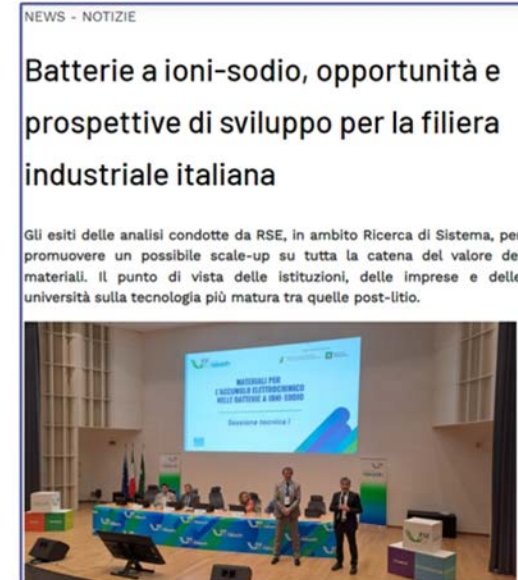 NEWS - NOTIZIE
Batterie a ioni-sodio, opportunità e
prospettive di sviluppo per la filiera
industriale italiana
Gli esiti delle analisi condotte da RSE, in ambito Ricerca di Sistema, per
promuovere un possibile scale-up su tutta la catena del valore dei
materiali. Il punto di vista delle istituzioni, delle imprese e delle
università sulla tecnologia più matura tra quelle post-litio.
MATERIALI PER
L'ACCUMULO ELETTROCHIMICO
NELLE BATTERIE A IONI-SODIO
Sessione tecnica I